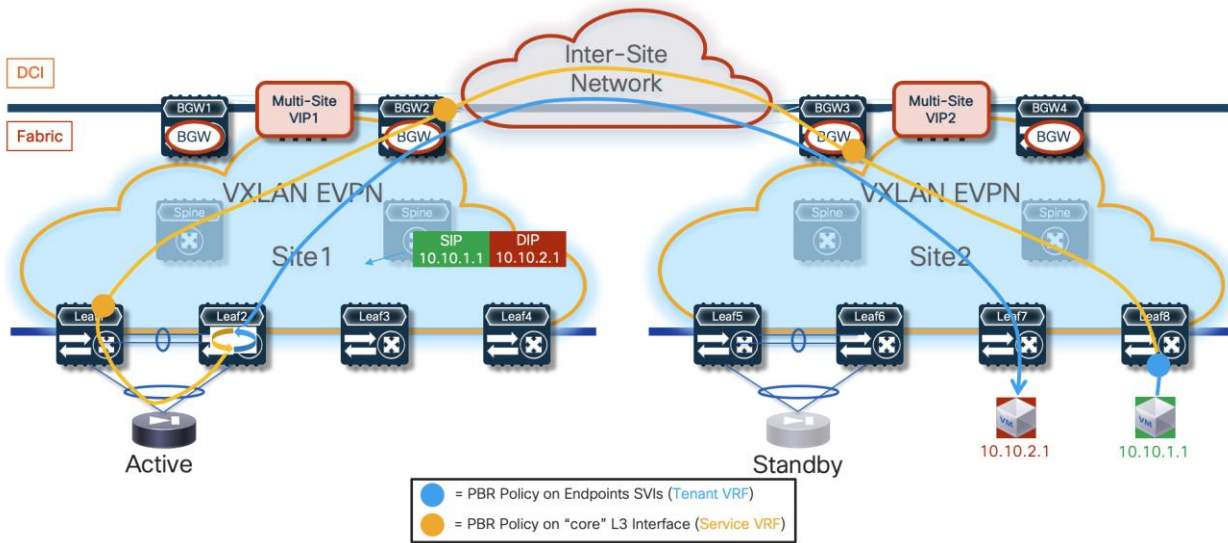 Inter-Site
Network
DCI
Fabric
BGW1
BGW
Multi-Site
VIP1
BGW2
BGW
BGW3
BGW
Multi-Site
VIP2
BGW4
BGW
VXLAN EVPN
VXLAN EVPN
Spine
Spine
Spine
Spine
SIP
10.10.1.1
DIP
10.10.2.1
Site1
Site2
Leaf2
Leaf3
Leaf4
Leaf5
Leaf6
Leaf7
Leaf8
VM
VM
10.10.2.1
10.10.1.1
Active
Standby
= PBR Policy on Endpoints SVIs (Tenant VRF)
= PBR Policy on "core" L3 Interface (Service VRF)